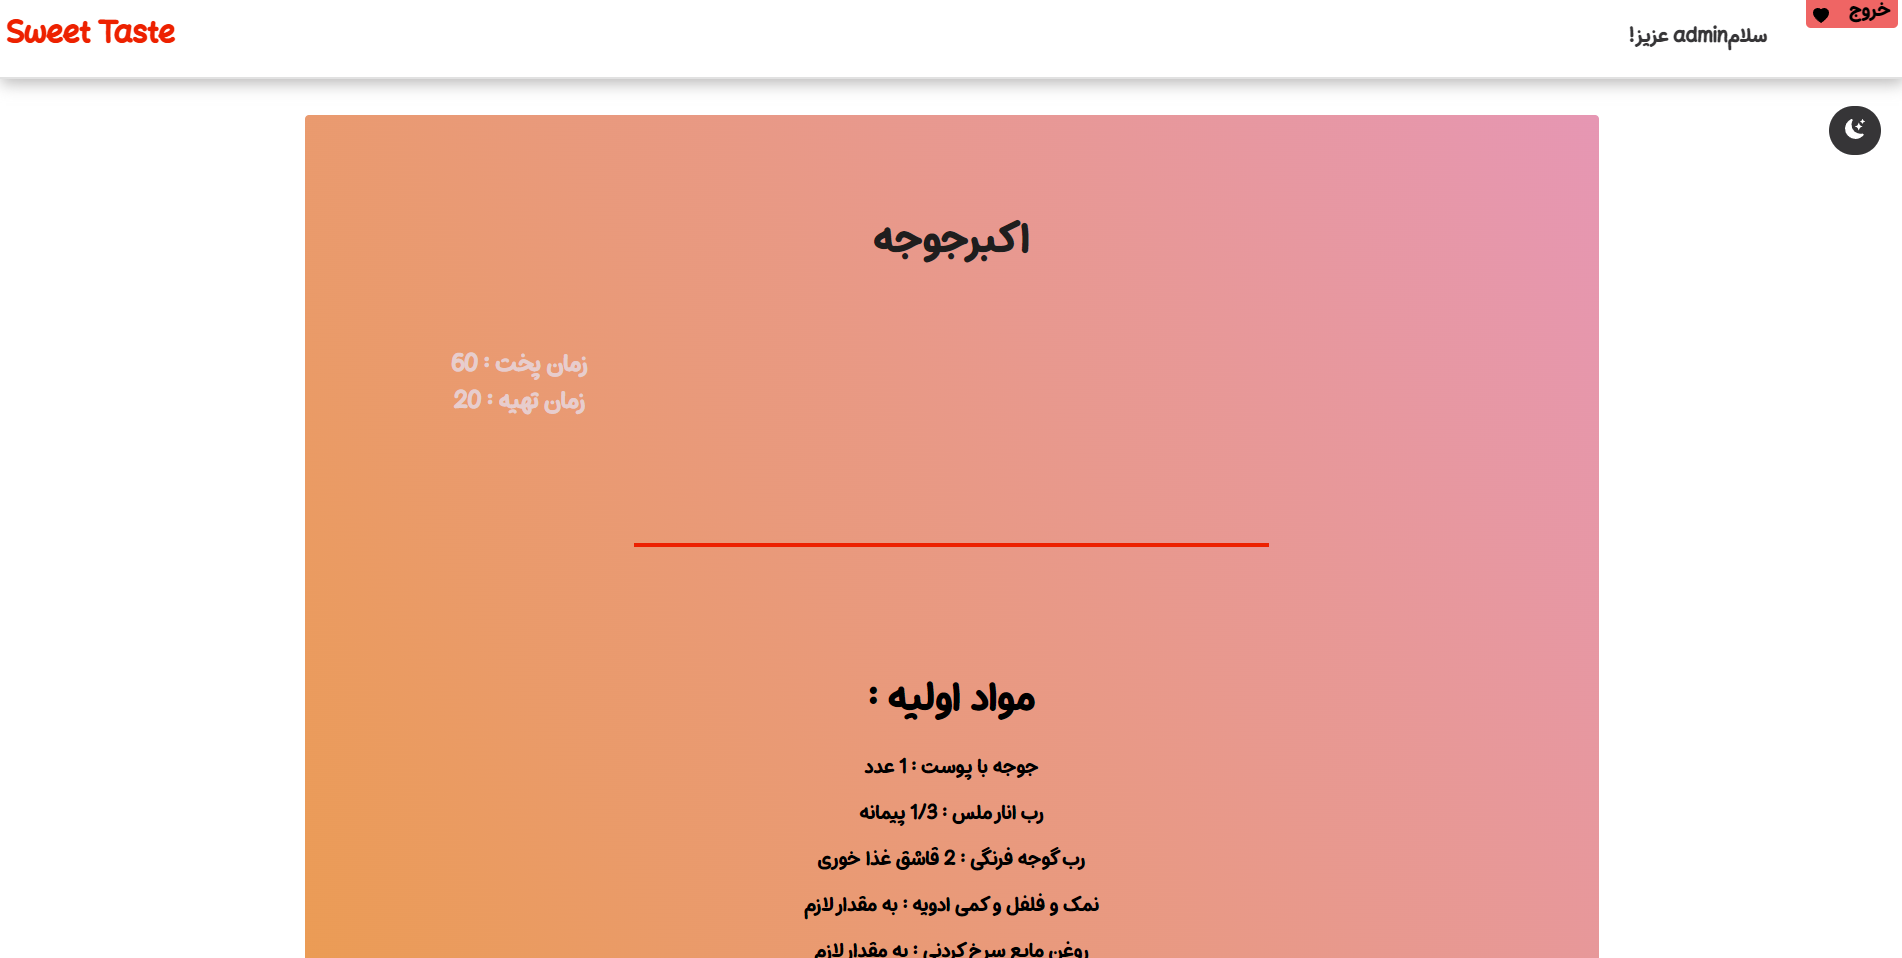 خروج
سلامadmin عزیز!
Sweet Taste
اکبرجوجه
زمان پخت : 60
زمان تهیه : 20
مواد اولیه :
جوجه با پوست : 1 عدد
رب انار ملس : 1/3 پیمانه
رب گوجه فرنگی : 2 قاشق غذا خوری
نمک و فلفل و کمی ادویه : به مقدار لازم
روغن مایع سرخ کردنی : به مقدار لازم